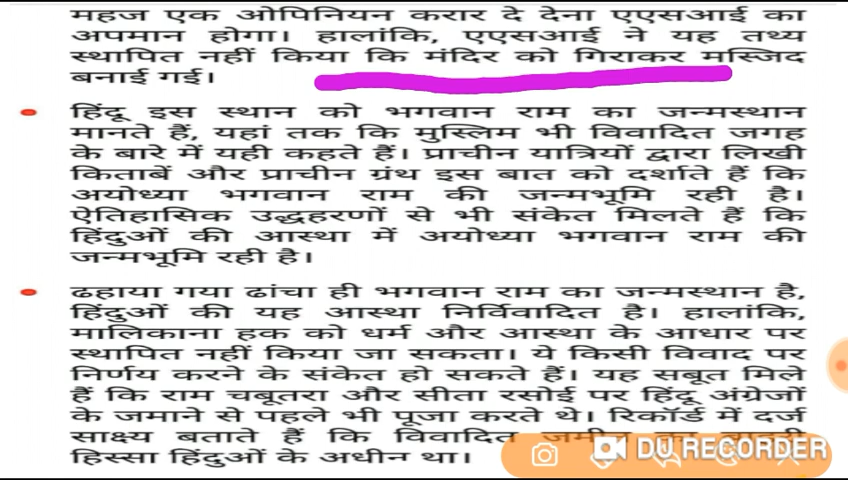 महज एक ओपिनियन करार दे देना एएसआई का
अपमान होगा। हालांकि, एएसआई ने यह तथ्य
स्थापित नहीं किया कि मंदिर को गिराकर मस्जिद
बनाई गई।
हिंदू इस स्थान को भगवान राम का जन्मस्थान
मानते हैं, यहां तक कि मुस्लिम भी विवादित जगह
के बारे में यही कहते हैं। प्राचीन यात्रियों द्वारा लिखी
किताबें और प्राचीन ग्रंथ इस बात को दर्शाते हैं कि
अयोध्या भगवान राम की जन्मभूमि रही है।
ऐतिहासिक उद्धहरणों से भी संकेत मिलते हैं कि
हिंदुओं की आस्था में अयोध्या भगवान राम की
जन्मभूमि रही है।
ढहाया गया ढांचा ही भगवान राम का जन्मस्थान है,
हिंदुओं की यह आस्था निर्विवादित है। हालांकि,
मालिकाना हक को धर्म और आस्था के आधार पर
स्थापित नहीं किया जा सकता। ये किसी विवाद पर
निर्णय करने के संकेत हो सकते हैं। यह सबूत मिले
हैं कि राम चबूतरा और सीता रसोई पर हिंदू अंग्रेजों
के जमाने से पहले भी पूजा करते थे। रिकॉर्ड में दर्ज
साक्ष्य बताते हैं कि विवादित जमीन का बाहरी
हिस्सा हिंदुओं के अधीन था।
DU RECORDER